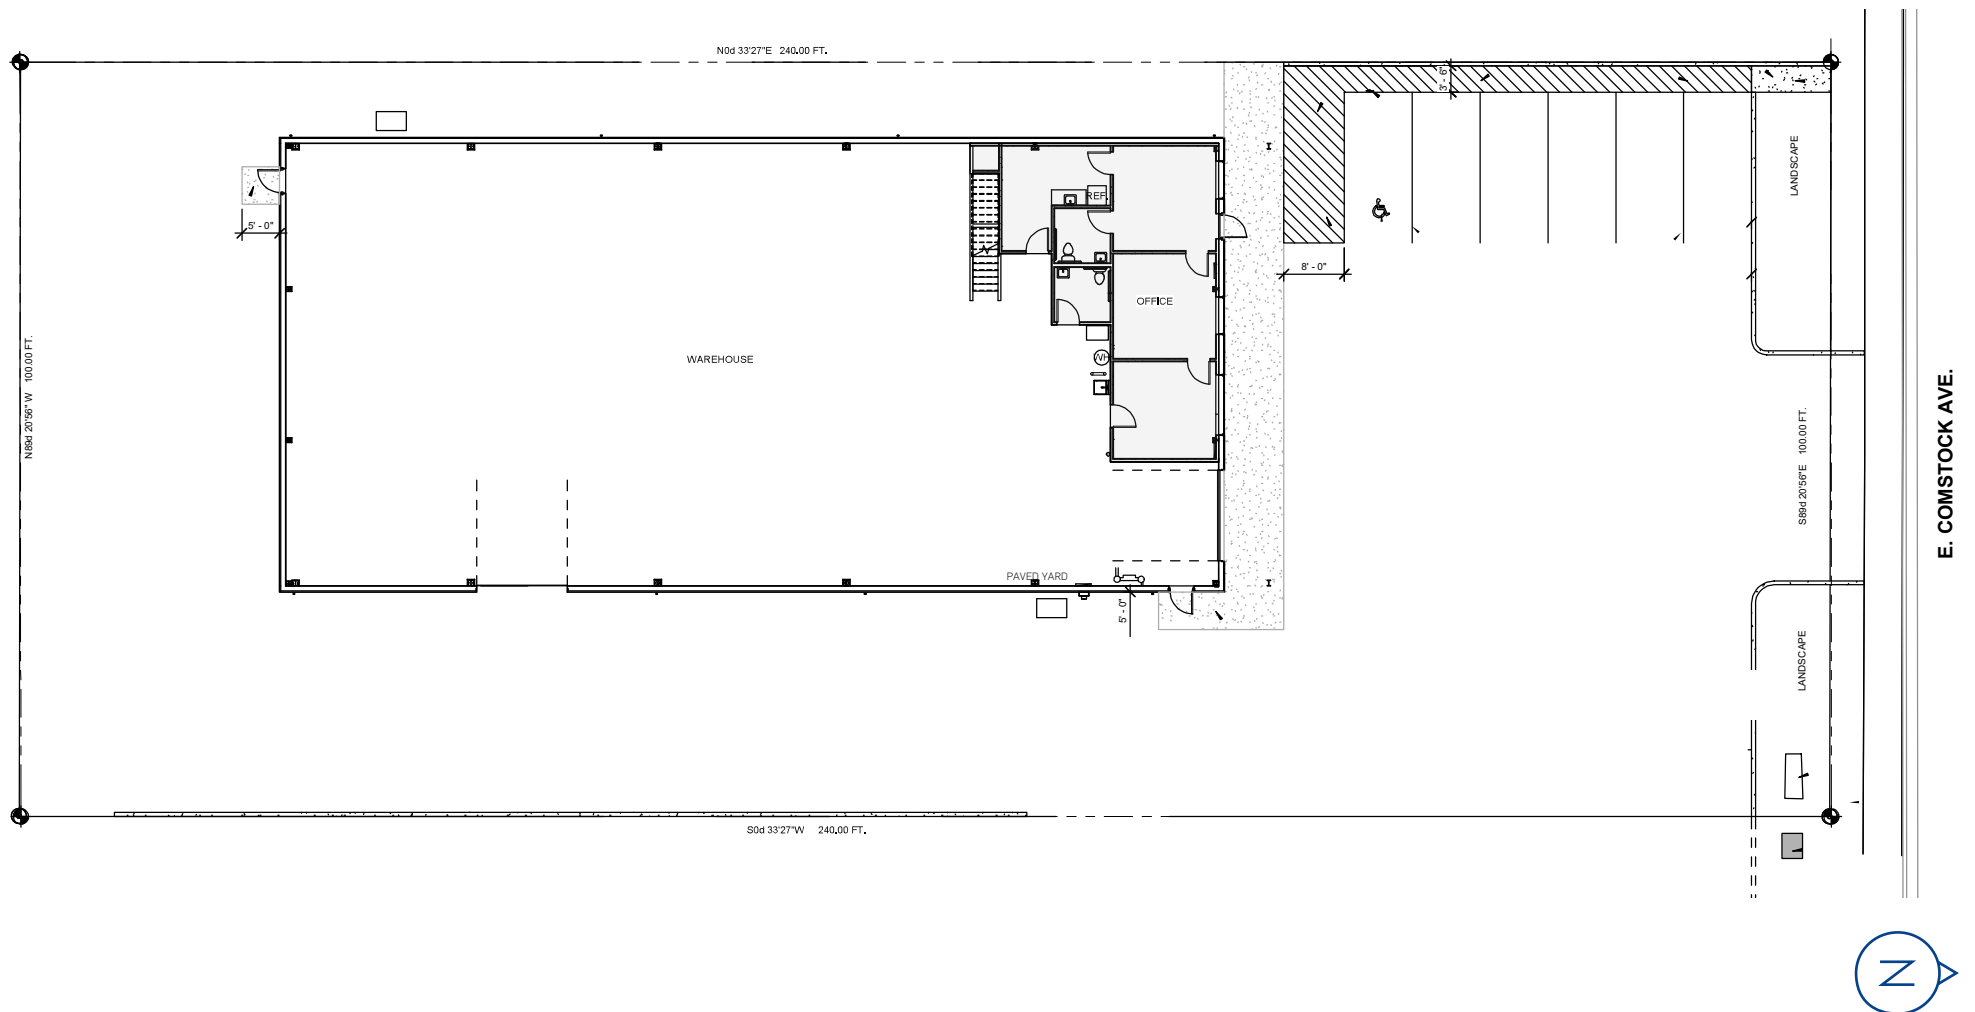 N0d 33'27"E 240.00 FT.
3' - 6"
LANDSCAPE
REF.
5' - 0"
8' - 0"
OFFICE
WAREHOUSE
WH
N89d 20'56" W 100.00 FT.
S89d 20'56"E 100.00 FT.
E. COMSTOCK AVE.
PAVED YARD
5' - 0"
LANDSCAPE
S0d 33'27"W 240.00 FT.
N